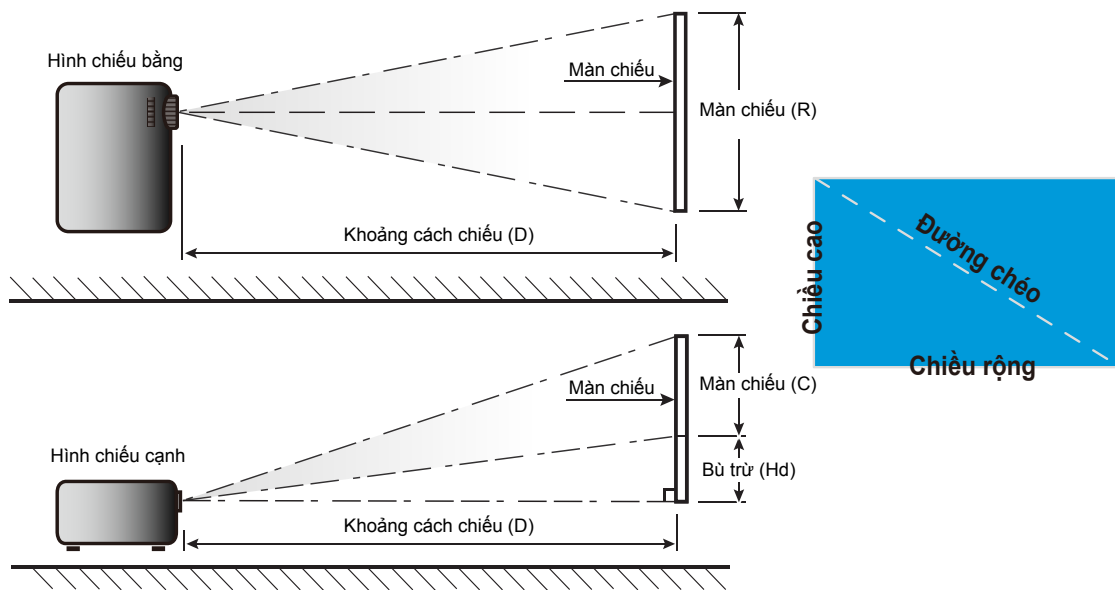 Hình chiếu bằng
Màn chiếu
Màn chiếu (R)
Khoảng cách chiếu (D)
Chiều cao
Đường chéo
Chiều rộng
Hình chiếu cạnh
Màn chiếu
Màn chiếu (C)
Bù trừ (Hd)
Khoảng cách chiếu (D)